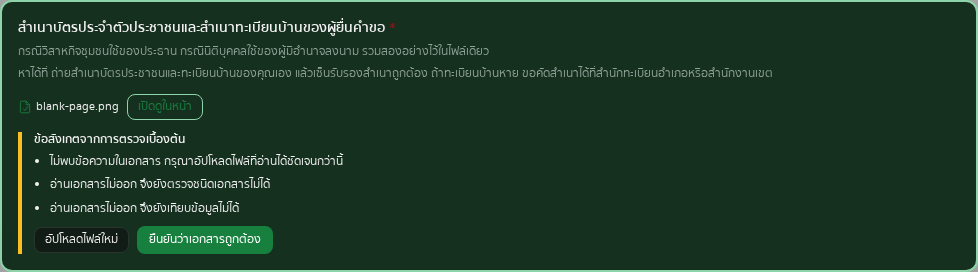 สำเนาบัตรประจำตัวประชาชนและสำเนาทะเบียนบ้านของผู้ยื่นคำขอ *
กรณีวิสาหกิจชุมชนใช้ของประธาน กรณีนิติบุคคลใช้ของผู้มีอำนาจลงนาม รวมสองอย่างไว้ในไฟล์เดียว
หาได้ที่ ถ่ายสำเนาบัตรประชาชนและทะเบียนบ้านของคุณเอง แล้วเซ็นรับรองสำเนาถูกต้อง ถ้าทะเบียนบ้านหาย ขอคัดสำเนาได้ที่สำนักทะเบียนอำเภอหรือสำนักงานเขต
blank-page.png เปิดดูในหน้า
ข้อสังเกตจากการตรวจเบื้องต้น
• ไม่พบข้อความในเอกสาร กรุณาอัปโหลดไฟล์ที่อ่านได้ชัดเจนกว่านี้
• อ่านเอกสารไม่ออก จึงยังตรวจชนิดเอกสารไม่ได้
• อ่านเอกสารไม่ออก จึงยังเทียบข้อมูลไม่ได้
อัปโหลดไฟล์ใหม่ ยืนยันว่าเอกสารถูกต้อง